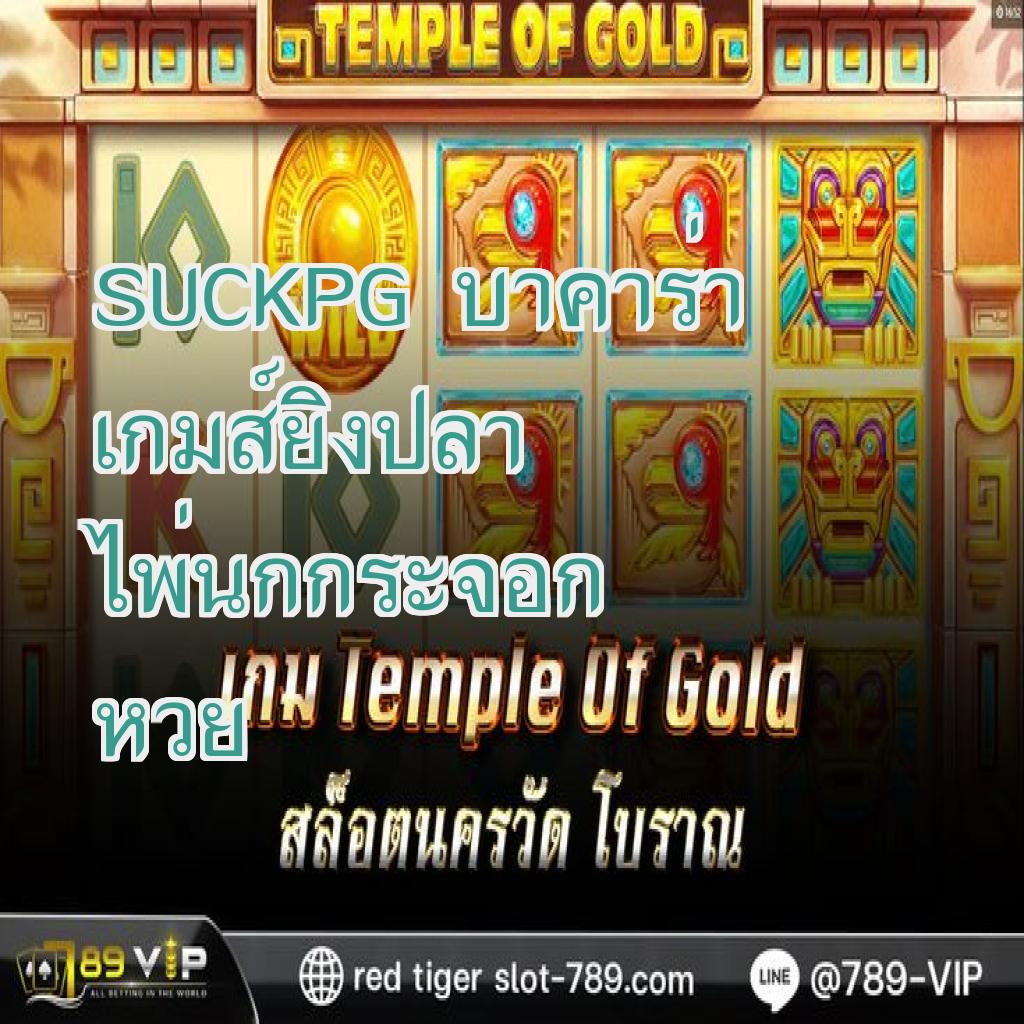 TEMPLE OF GOLD
WILD
SUCKPG บาคาร่า
เกมส์ยิงปลา
K
ไพ่นกกระจอก
เกม Temple Of Gold
หวย
สล็อตนครวัด โบราณ
789 VIP
ALL BETTING IN THE WORLD
red tiger slot-789.com
LINE @789-VIP